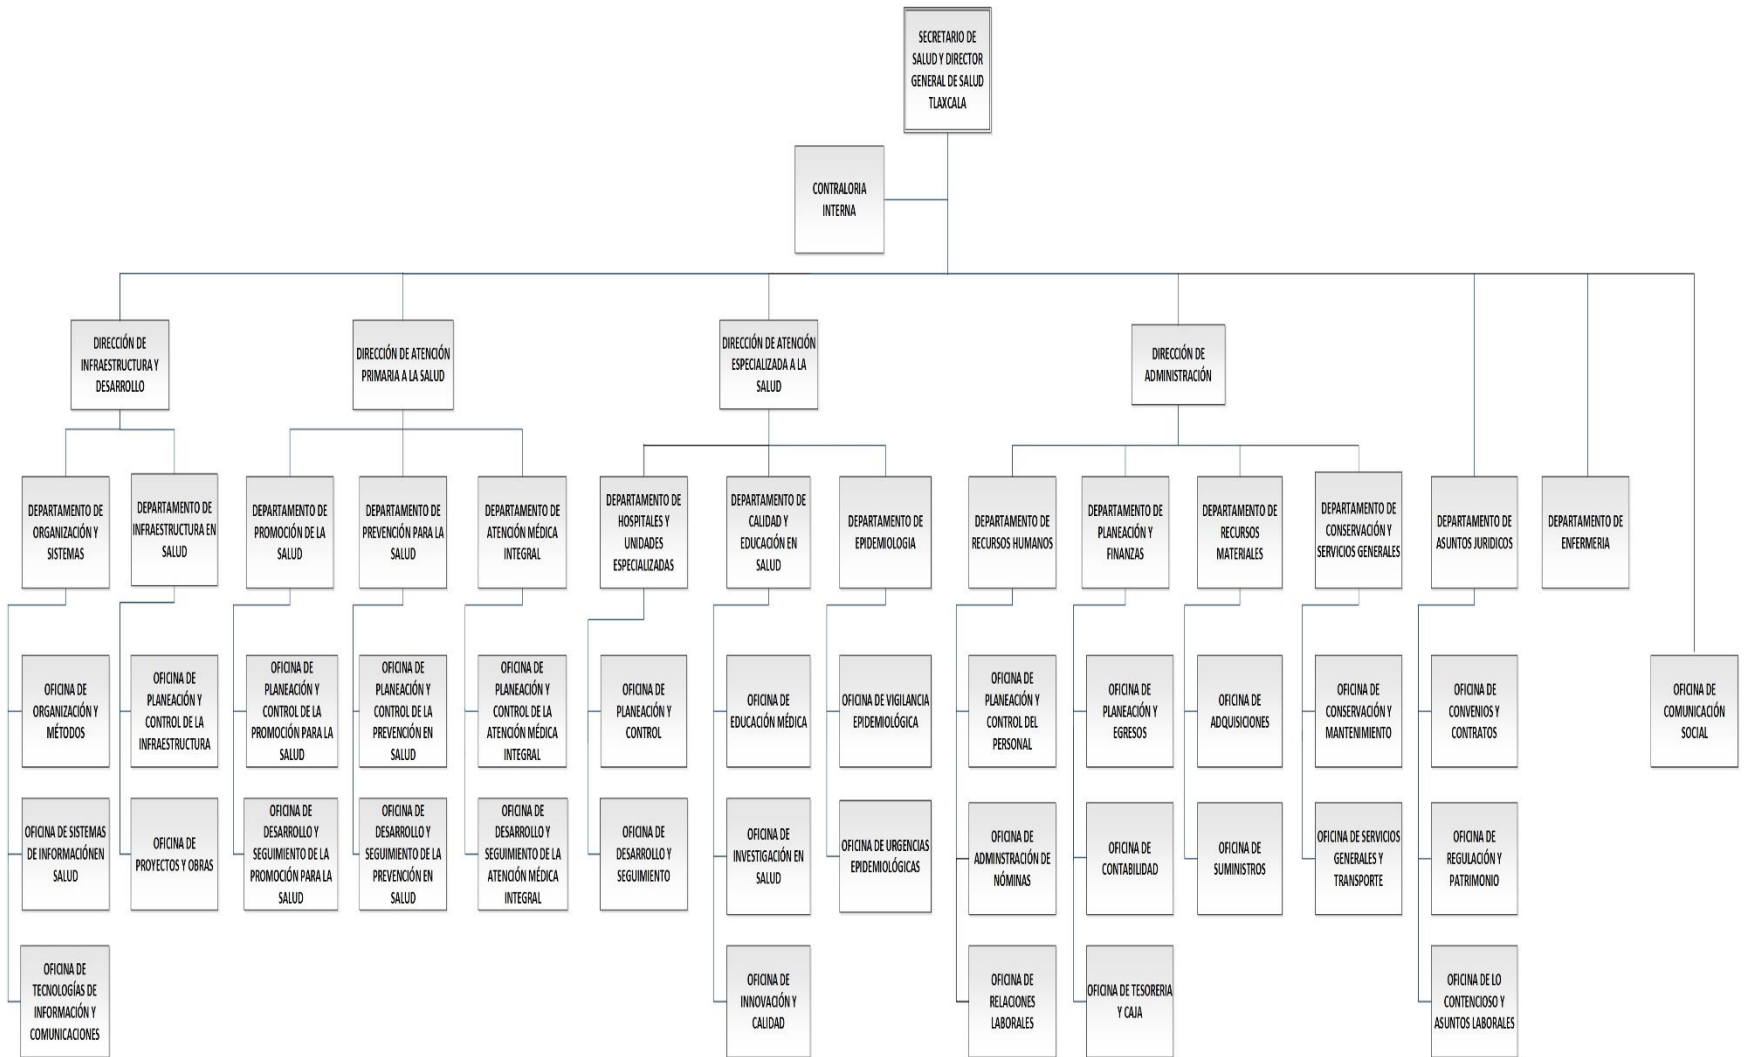 SECRETARIO DE
SALUD Y DIRECTOR
GENERAL DE SALUD
TLAXCALA
CONTRALORIA
INTERNA
DIRECCIÓN DE
INFRAESTRUCTURA Y
DESARROLLO
DIRECCIÓN DE ATENCIÓN
PRIMARIA A LA SALUD
DIRECCIÓN DE ATENCIÓN
ESPECIALIZADA A LA
SALUD
DIRECCIÓN DE
ADMINISTRACIÓN
DEPARTAMENTO DE
ORGANIZACIÓN Y
SISTEMAS
DEPARTAMENTO DE
INFRAESTRUCTURA EN
SALUD
DEPARTAMENTO DE
PROMOCIÓN DE LA
SALUD
DEPARTAMENTO DE
PREVENCIÓN PARA LA
SALUD
DEPARTAMENTO DE
ATENCIÓN MÉDICA
INTEGRAL
DEPARTAMENTO DE
HOSPITALES Y
UNIDADES
ESPECIALIZADAS
DEPARTAMENTO DE
CALIDAD Y
EDUCACIÓN EN
SALUD
DEPARTAMENTO DE
EPIDEMIOLOGIA
DEPARTAMENTO DE
RECURSOS HUMANOS
DEPARTAMENTO DE
PLANEACIÓN Y
FINANZAS
DEPARTAMENTO DE
RECURSOS
MATERIALES
DEPARTAMENTO DE
CONSERVACIÓN Y
SERVICIOS GENERALES
DEPARTAMENTO DE
ASUNTOS JURIDICOS
DEPARTAMENTO DE
ENFERMERIA
OFICINA DE
ORGANIZACIÓN Y
MÉTODOS
OFICINA DE
PLANEACIÓN Y
CONTROL DE LA
INFRAESTRUCTURA
OFICINA DE
PLANEACIÓN Y
CONTROL DE LA
PROMOCIÓN PARA LA
SALUD
OFICINA DE
PLANEACIÓN Y
CONTROL DE LA
PREVENCIÓN EN
SALUD
OFICINA DE
PLANEACIÓN Y
CONTROL DE LA
ATENCIÓN MÉDICA
INTEGRAL
OFICINA DE
PLANEACIÓN Y
CONTROL
OFICINA DE
EDUCACIÓN MÉDICA
OFICINA DE VIGILANCIA
EPIDEMIOLÓGICA
OFICINA DE
PLANEACIÓN Y
CONTROL DEL
PERSONAL
OFICINA DE
PLANEACIÓN Y
EGRESOS
OFICINA DE
ADQUISICIONES
OFICINA DE
CONSERVACIÓN Y
MANTENIMIENTO
OFICINA DE
CONVENIOS Y
CONTRATOS
OFICINA DE
COMUNICACIÓN
SOCIAL
OFICINA DE SISTEMAS
DE INFORMACIÓNEN
SALUD
OFICINA DE
PROYECTOS Y OBRAS
OFICINA DE
DESARROLLO Y
SEGUIMIENTO DE LA
PROMOCIÓN PARA LA
SALUD
OFICINA DE
DESARROLLO Y
SEGUIMIENTO DE LA
PREVENCIÓN EN
SALUD
OFICINA DE
DESARROLLO Y
SEGUIMIENTO DE LA
ATENCIÓN MÉDICA
INTEGRAL
OFICINA DE
DESARROLLO Y
SEGUIMIENTO
OFICINA DE
INVESTIGACIÓN EN
SALUD
OFICINA DE URGENCIAS
EPIDEMIOLÓGICAS
OFICINA DE
ADMINSTRACIÓN DE
NÓMINAS
OFICINA DE
CONTABILIDAD
OFICINA DE
SUMINISTROS
OFICINA DE SERVICIOS
GENERALES Y
TRANSPORTE
OFICINA DE
REGULACIÓN Y
PATRIMONIO
OFICINA DE
TECNOLOGÍAS DE
INFORMACIÓN Y
COMUNICACIONES
OFICINA DE
INNOVACIÓN Y
CALIDAD
OFICINA DE
RELACIONES
LABORALES
OFICINA DE TESORERIA
Y CAJA
OFICINA DE LO
CONTENCIOSO Y
ASUNTOS LABORALES